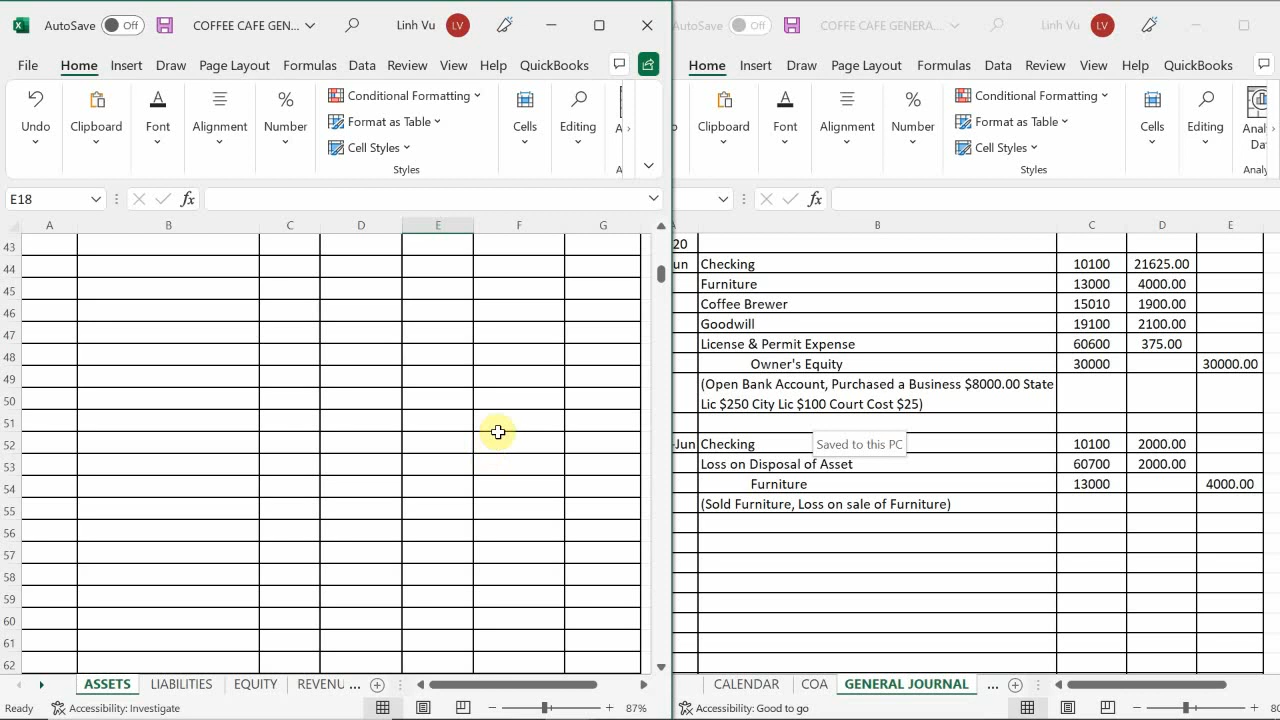 AutoSave Off COFFEE CAFE GEN... Linh Vu LV
File Home Insert Draw Page Layout Formulas Data Review View Help QuickBooks
Undo Clipboard Font Alignment Number Conditional Formatting Format as Table Cell Styles Styles Cells Editing
E18 fx
A B C D E F G
43
44
45
46
47
48
49
50
51
52
53
54
55
56
57
58
59
60
61
62
ASSETS LIABILITIES EQUITY REVENU ...
Ready Accessibility: Investigate 87%
AutoSave Off COFFEE CAFE GENERA... Linh Vu LV
Home Insert Draw Page Layout Formulas Data Review View Help QuickBooks
Clipboard Font Alignment Number Conditional Formatting Format as Table Cell Styles Styles Cells Editing
fx
B C D E
20
un Checking 10100 21625.00
Furniture 13000 4000.00
Coffee Brewer 15010 1900.00
Goodwill 19100 2100.00
License & Permit Expense 60600 375.00
Owner's Equity 30000 30000.00
(Open Bank Account, Purchased a Business $8000.00 State
Lic $250 City Lic $100 Court Cost $25)
-Jun Checking 10100 2000.00
Saved to this PC
Loss on Disposal of Asset 60700 2000.00
Furniture 13000 4000.00
(Sold Furniture, Loss on sale of Furniture)
CALENDAR COA GENERAL JOURNAL ...
Accessibility: Good to go